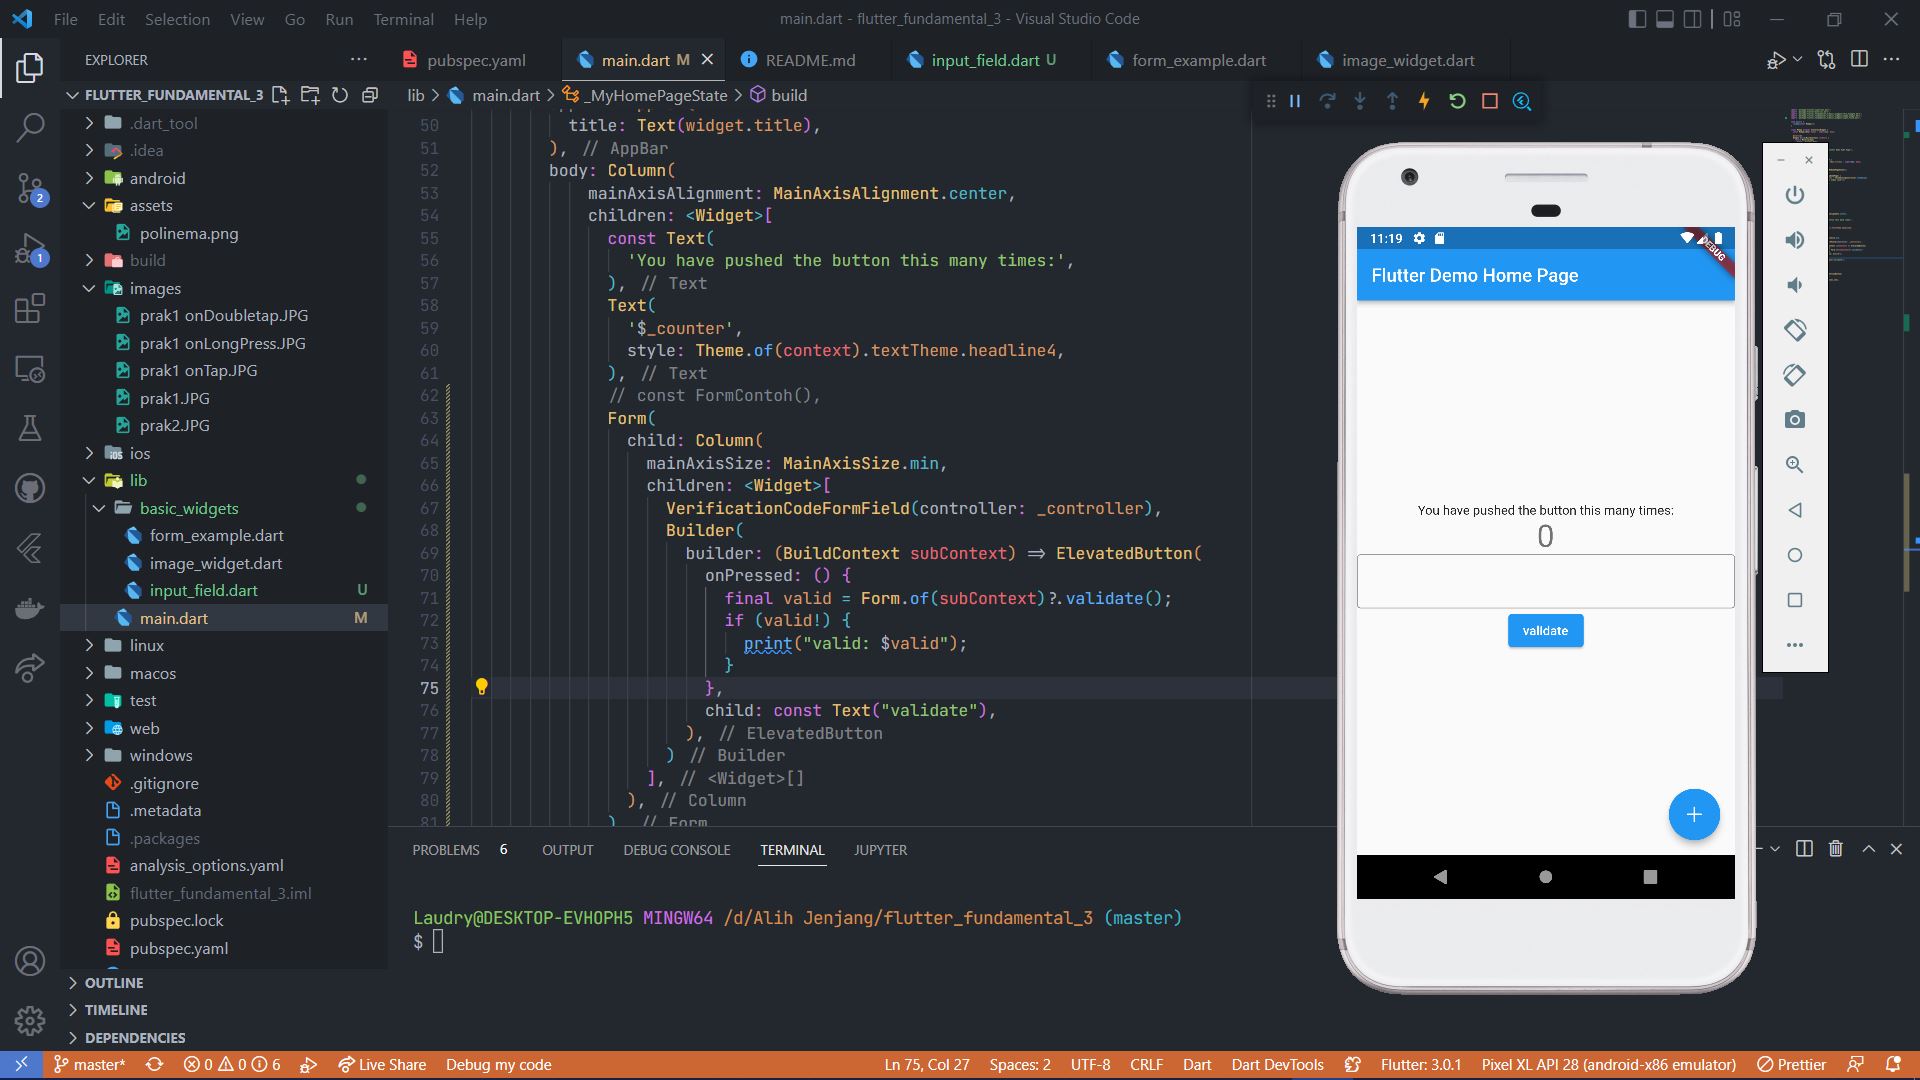 File Edit Selection View Go Run Terminal Help
main.dart - flutter_fundamental_3 - Visual Studio Code
EXPLORER
pubspec.yaml
main.dart M
README.md
input_field.dart U
form_example.dart
image_widget.dart
FLUTTER_FUNDAMENTAL_3
lib > main.dart > _MyHomePageState > build
.dart_tool
.idea
android
assets
polinema.png
build
images
prak1 onDoubletap.JPG
prak1 onLongPress.JPG
prak1 onTap.JPG
prak1.JPG
prak2.JPG
ios
lib
basic_widgets
form_example.dart
image_widget.dart
input_field.dart U
main.dart M
linux
macos
test
web
windows
.gitignore
.metadata
.packages
analysis_options.yaml
flutter_fundamental_3.iml
pubspec.lock
pubspec.yaml
OUTLINE
TIMELINE
DEPENDENCIES
2
1
50 title: Text(widget.title),
51 ), // AppBar
52 body: Column(
53 mainAxisAlignment: MainAxisAlignment.center,
54 children: <Widget>[
55 const Text(
56 'You have pushed the button this many times:',
57 ), // Text
58 Text(
59 '$_counter',
60 style: Theme.of(context).textTheme.headline4,
61 ), // Text
62 // const FormContoh(),
63 Form(
64 child: Column(
65 mainAxisSize: MainAxisSize.min,
66 children: <Widget>[
67 VerificationCodeFormField(controller: _controller),
68 Builder(
69 builder: (BuildContext subContext) => ElevatedButton(
70 onPressed: () {
71 final valid = Form.of(subContext)?.validate();
72 if (valid!) {
73 print("valid: $valid");
74 }
75 },
76 child: const Text("validate"),
77 ), // ElevatedButton
78 ) // Builder
79 ], // <Widget>[]
80 ), // Column
81 ) // Form
11:19
DEBUG
Flutter Demo Home Page
You have pushed the button this many times:
0
validate
PROBLEMS 6 OUTPUT DEBUG CONSOLE TERMINAL JUPYTER
Laudry@DESKTOP-EVHOPH5 MINGW64 /d/Alih Jenjang/flutter_fundamental_3 (master)
$
master* 0 0 6 Live Share Debug my code Ln 75, Col 27 Spaces: 2 UTF-8 CRLF Dart Dart DevTools Flutter: 3.0.1 Pixel XL API 28 (android-x86 emulator) Prettier